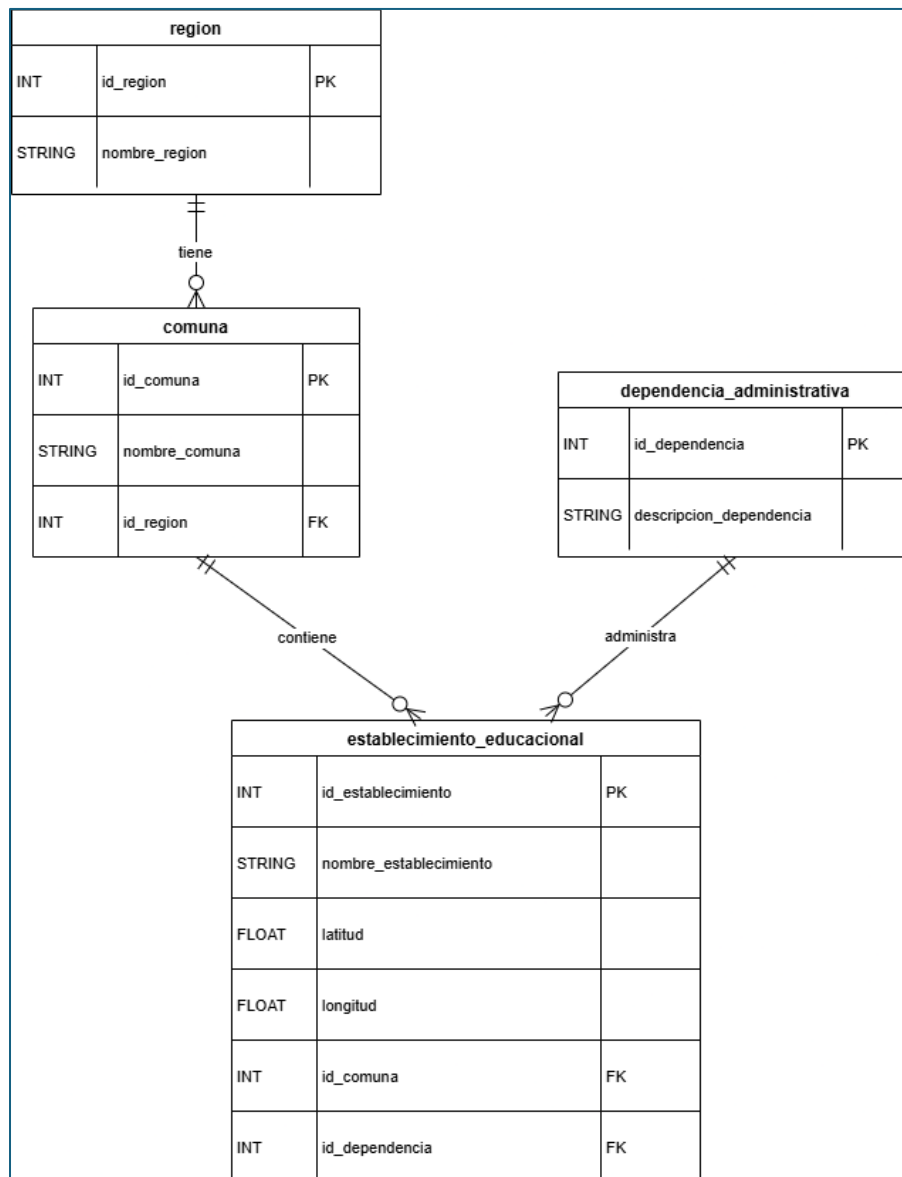 region
INT id_region PK
STRING nombre_region
tiene
comuna
INT id_comuna PK
STRING nombre_comuna
INT id_region FK
dependencia_administrativa
INT id_dependencia PK
STRING descripcion_dependencia
contiene
administra
establecimiento_educacional
INT id_establecimiento PK
STRING nombre_establecimiento
FLOAT latitud
FLOAT longitud
INT id_comuna FK
INT id_dependencia FK